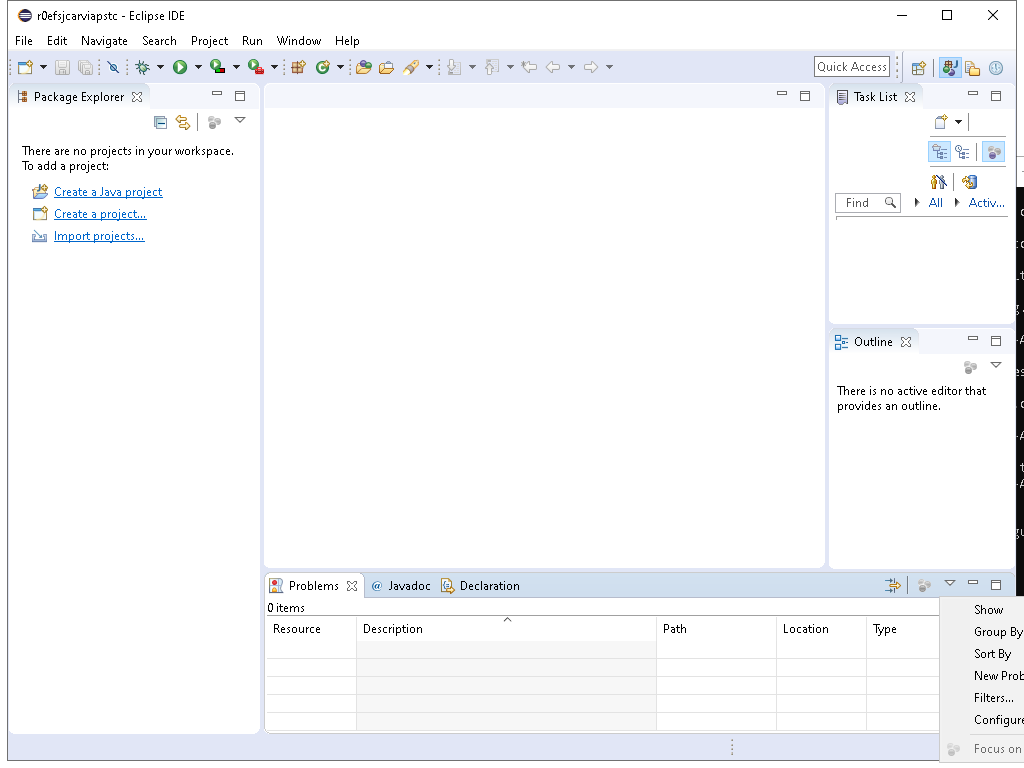 r0efsjcarviapstc - Eclipse IDE
File Edit Navigate Search Project Run Window Help
Quick Access
Package Explorer
There are no projects in your workspace.
To add a project:
Create a Java project
Create a project...
Import projects...
Task List
Find All Activ...
Outline
There is no active editor that
provides an outline.
Problems @ Javadoc Declaration
0 items
Resource Description Path Location Type
Show
Group By
Sort By
New Prob
Filters...
Configure
Focus on